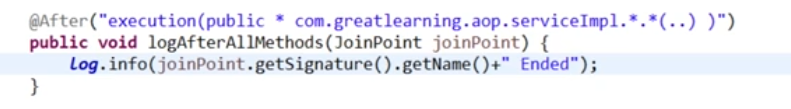 @After("execution(public * com.greatlearning.aop.serviceImpl.*.*(..) )")
public void logAfterAllMethods(JoinPoint joinPoint) {
    log.info(joinPoint.getSignature().getName()+" Ended");
}